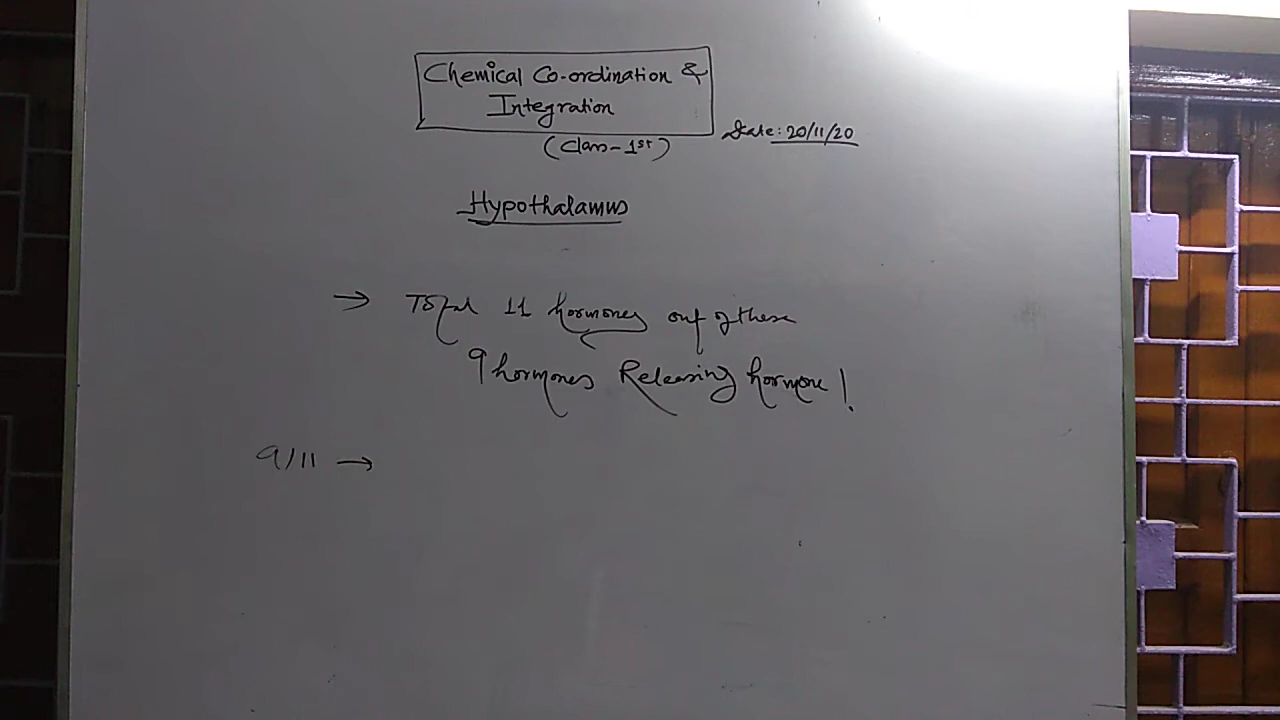 Chemical Co-ordination &
Integration
(Class-1st)
Date: 20/11/20
Hypothalamus
→ Total 11 hormones out of these
9 hormones Releasing hormone!
9/11 →